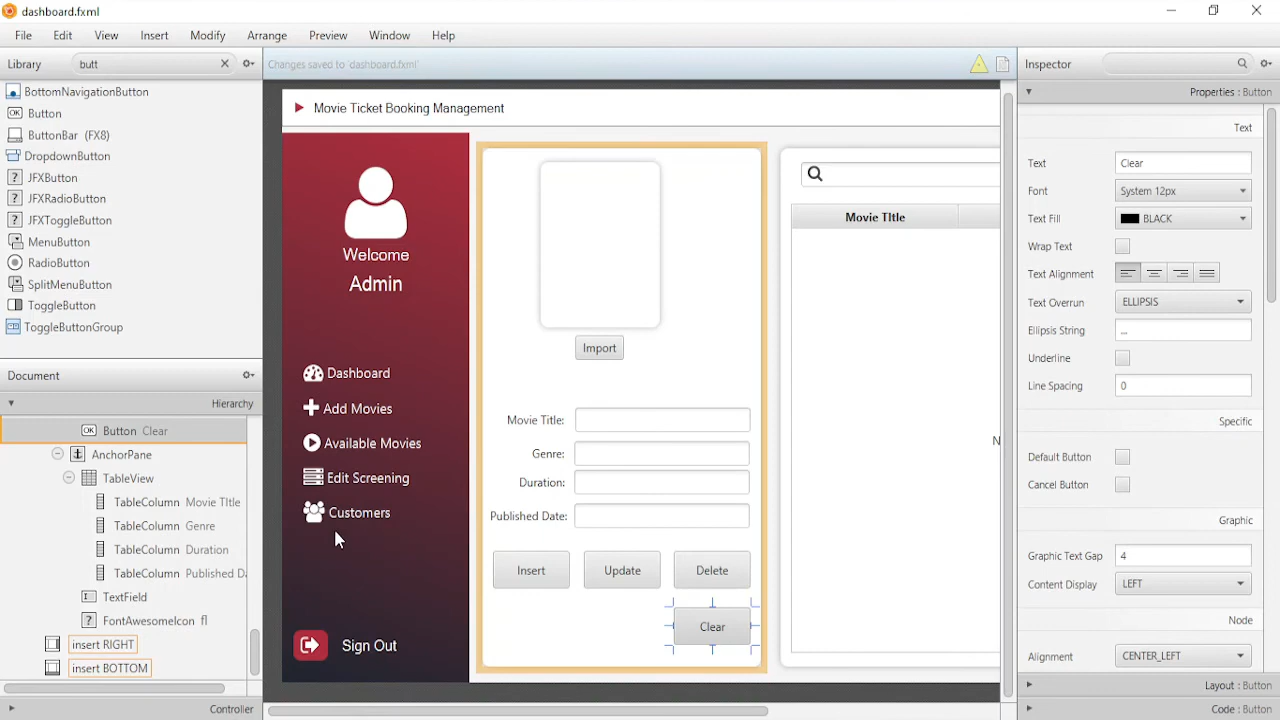 dashboard.fxml
File Edit View Insert Modify Arrange Preview Window Help
Library butt
Changes saved to 'dashboard.fxml'
Inspector
BottomNavigationButton
Button
ButtonBar (FX8)
DropdownButton
JFXButton
JFXRadioButton
JFXToggleButton
MenuButton
RadioButton
SplitMenuButton
ToggleButton
ToggleButtonGroup
Document
Hierarchy
Button Clear
AnchorPane
TableView
TableColumn Movie TItle
TableColumn Genre
TableColumn Duration
TableColumn Published Da
TextField
FontAwesomeIcon fI
insert RIGHT
insert BOTTOM
Controller
Movie Ticket Booking Management
Welcome
Admin
Dashboard
Add Movies
Available Movies
Edit Screening
Customers
Sign Out
Import
Movie Title:
Genre:
Duration:
Published Date:
Insert Update Delete
Clear
Movie TItle
N
Properties : Button
Text
Text Clear
Font System 12px
Text Fill BLACK
Wrap Text
Text Alignment
Text Overrun ELLIPSIS
Ellipsis String ...
Underline
Line Spacing 0
Specific
Default Button
Cancel Button
Graphic
Graphic Text Gap 4
Content Display LEFT
Node
Alignment CENTER_LEFT
Layout : Button
Code : Button